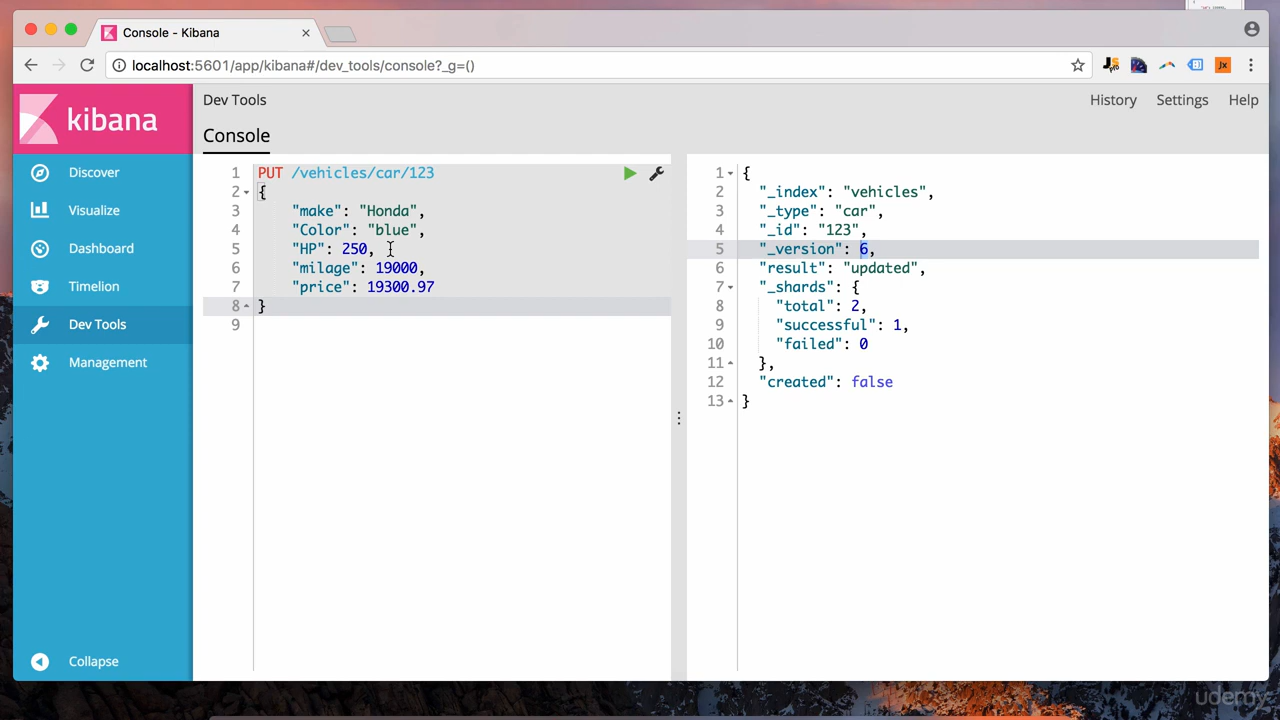 Console - Kibana
localhost:5601/app/kibana#/dev_tools/console?_g=()
kibana
Dev Tools
History Settings Help
Console
Discover
Visualize
Dashboard
Timelion
Dev Tools
Management
Collapse
1 PUT /vehicles/car/123
2 {
3 "make": "Honda",
4 "Color": "blue",
5 "HP": 250,
6 "milage": 19000,
7 "price": 19300.97
8 }
9
1 {
2 "_index": "vehicles",
3 "_type": "car",
4 "_id": "123",
5 "_version": 6,
6 "result": "updated",
7 "_shards": {
8 "total": 2,
9 "successful": 1,
10 "failed": 0
11 },
12 "created": false
13 }
udemy